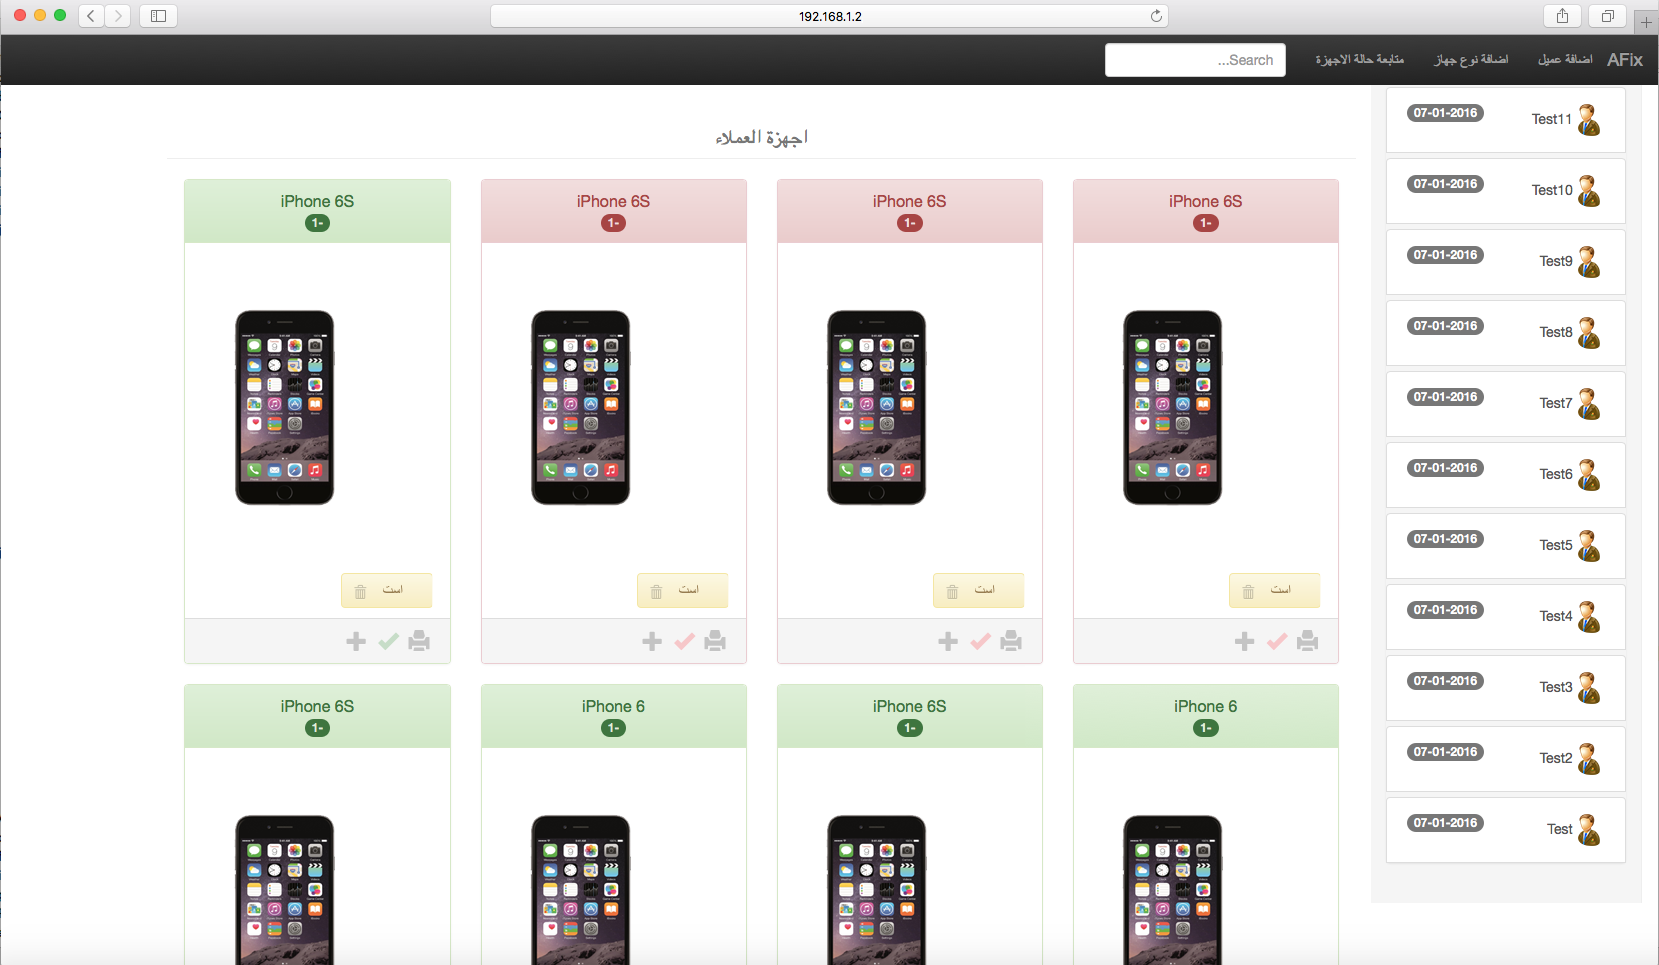 192.168.1.2
AFix
اضافة عميل
اضافة نوع جهاز
متابعة حالة الاجهزة
Search...
Test11
07-01-2016
Test10
07-01-2016
Test9
07-01-2016
Test8
07-01-2016
Test7
07-01-2016
Test6
07-01-2016
Test5
07-01-2016
Test4
07-01-2016
Test3
07-01-2016
Test2
07-01-2016
Test
07-01-2016
اجهزة العملاء
iPhone 6S
1-
است
iPhone 6S
1-
است
iPhone 6S
1-
است
iPhone 6S
1-
است
iPhone 6
1-
iPhone 6S
1-
iPhone 6
1-
iPhone 6S
1-